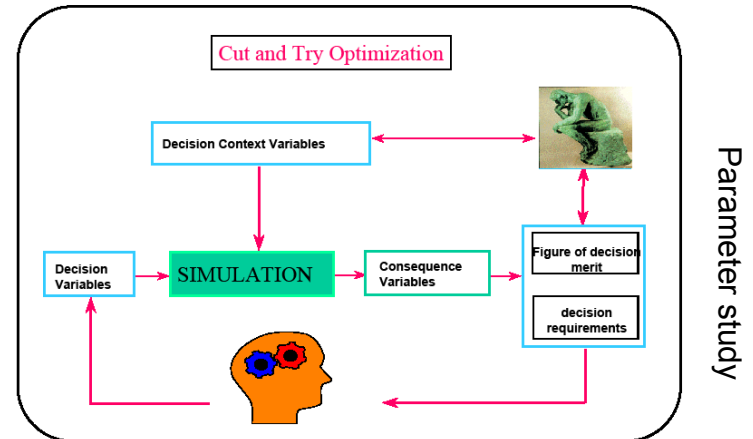 Cut and Try Optimization
Decision Context Variables
Decision
Variables
SIMULATION
Consequence
Variables
Figure of decision
merit
decision
requirements
Parameter study